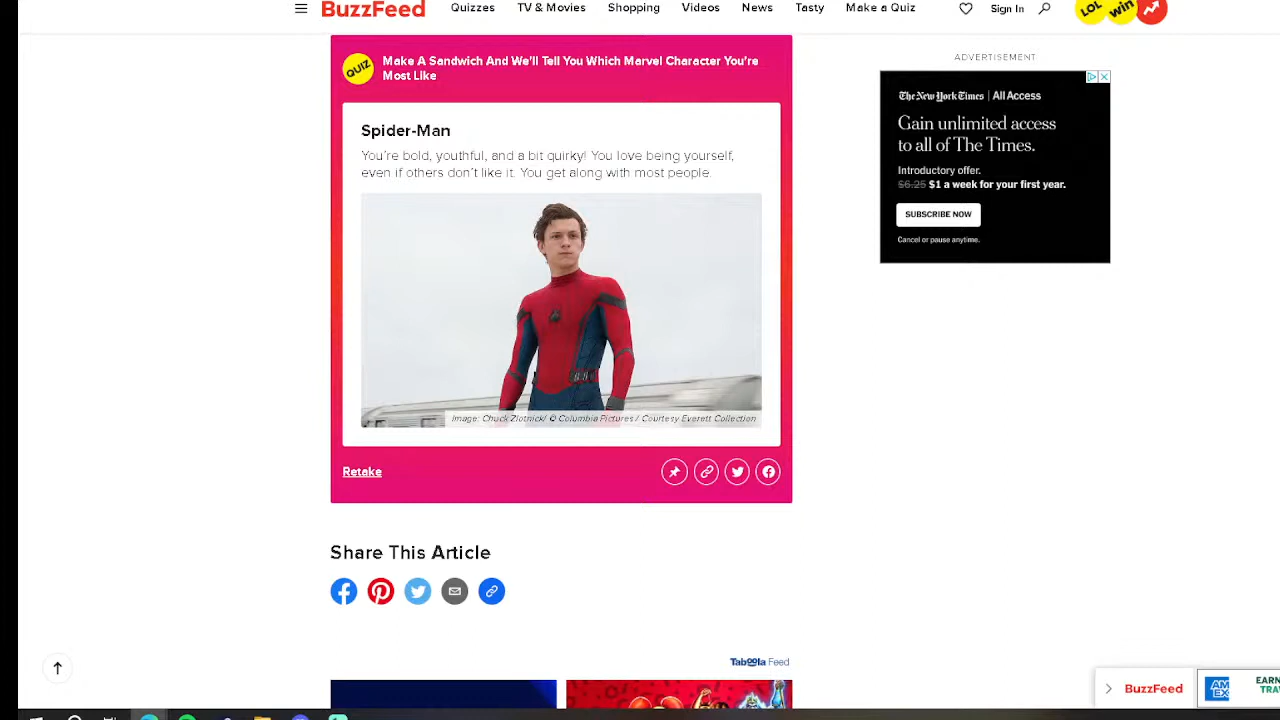 BuzzFeed
Quizzes
TV & Movies
Shopping
Videos
News
Tasty
Make a Quiz
Sign In
LOL
win
QUIZ
Make A Sandwich And We'll Tell You Which Marvel Character You're
Most Like
Spider-Man
You're bold, youthful, and a bit quirky! You love being yourself,
even if others don't like it. You get along with most people.
Image: Chuck Zlotnick/ © Columbia Pictures / Courtesy Everett Collection
Retake
Share This Article
Taboola Feed
ADVERTISEMENT
The New York Times | All Access
Gain unlimited access
to all of The Times.
Introductory offer.
$6.25 $1 a week for your first year.
SUBSCRIBE NOW
Cancel or pause anytime.
BuzzFeed
AM
EX
EARN
TRA